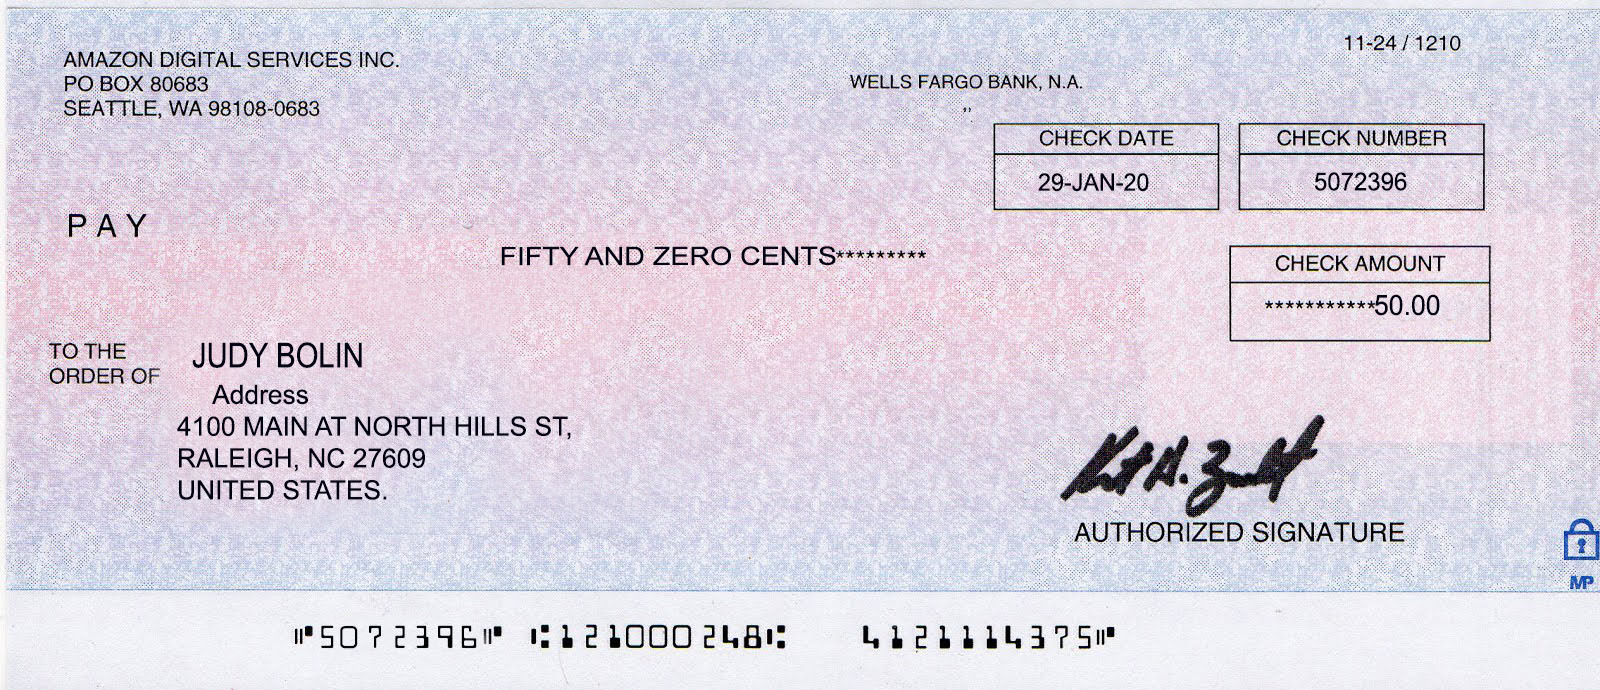 11-24 / 1210
AMAZON DIGITAL SERVICES INC.
PO BOX 80683
SEATTLE, WA 98108-0683
WELLS FARGO BANK, N.A.
,,
CHECK DATE
29-JAN-20
CHECK NUMBER
5072396
PAY
FIFTY AND ZERO CENTS*********
CHECK AMOUNT
***********50.00
TO THE
ORDER OF
JUDY BOLIN
Address
4100 MAIN AT NORTH HILLS ST,
RALEIGH, NC 27609
UNITED STATES.
AUTHORIZED SIGNATURE
MP
⑈5072396⑈ ⑆121000248⑆ 4121114375⑈